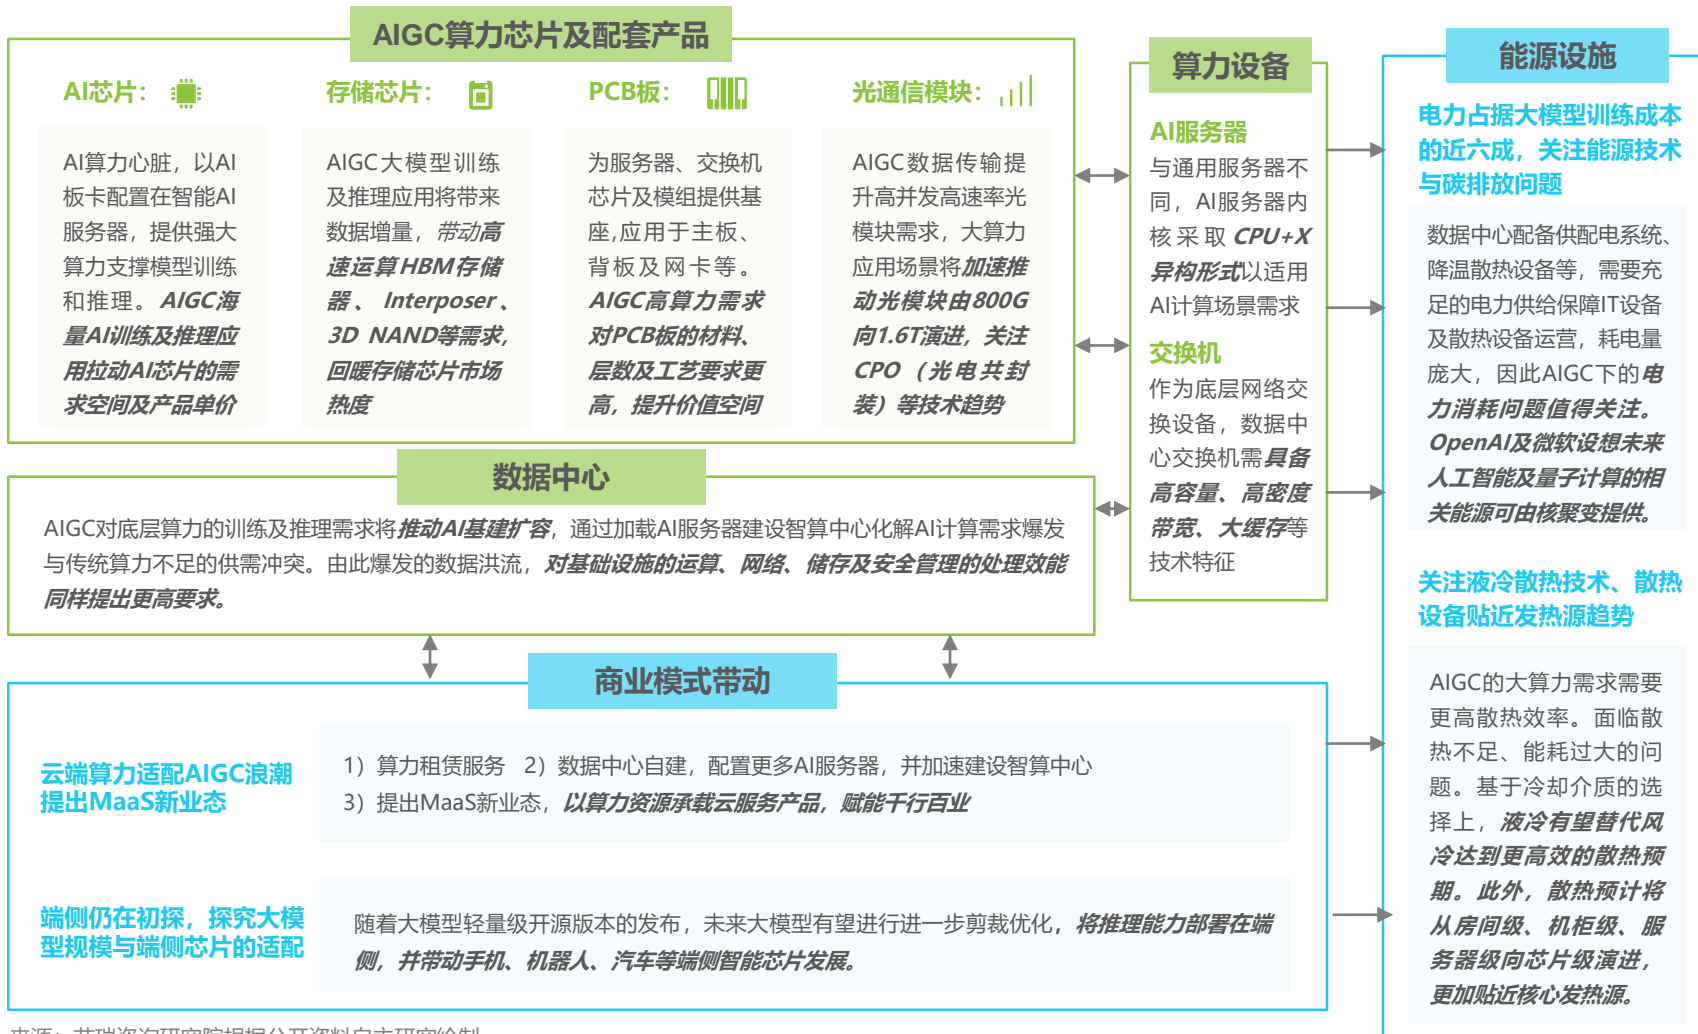 AIGC算力芯片及配套产品
AI芯片：
AI算力心脏，以AI
板卡配置在智能AI
服务器，提供强大
算力支撑模型训练
和推理。AIGC海
量AI训练及推理应
用拉动AI芯片的需
求空间及产品单价
存储芯片：
AIGC大模型训练
及推理应用将带来
数据增量，带动高
速运算HBM存储
器、Interposer、
3D NAND等需求，
回暖存储芯片市场
热度
PCB板：
为服务器、交换机
芯片及模组提供基
座,应用于主板、
背板及网卡等。
AIGC高算力需求
对PCB板的材料、
层数及工艺要求更
高，提升价值空间
光通信模块：
AIGC数据传输提
升高并发高速率光
模块需求，大算力
应用场景将加速推
动光模块由800G
向1.6T演进，关注
CPO（光电共封
装）等技术趋势
算力设备
AI服务器
与通用服务器不
同，AI服务器内
核采取CPU+X
异构形式以适用
AI计算场景需求
交换机
作为底层网络交
换设备，数据中
心交换机需具备
高容量、高密度
带宽、大缓存等
技术特征
能源设施
电力占据大模型训练成本
的近六成，关注能源技术
与碳排放问题
数据中心配备供配电系统、
降温散热设备等，需要充
足的电力供给保障IT设备
及散热设备运营，耗电量
庞大，因此AIGC下的电
力消耗问题值得关注。
OpenAI及微软设想未来
人工智能及量子计算的相
关能源可由核聚变提供。
关注液冷散热技术、散热
设备贴近发热源趋势
AIGC的大算力需求需要
更高散热效率。面临散
热不足、能耗过大的问
题。基于冷却介质的选
择上，液冷有望替代风
冷达到更高效的散热预
期。此外，散热预计将
从房间级、机柜级、服
务器级向芯片级演进，
更加贴近核心发热源。
数据中心
AIGC对底层算力的训练及推理需求将推动AI基建扩容，通过加载AI服务器建设智算中心化解AI计算需求爆发
与传统算力不足的供需冲突。由此爆发的数据洪流，对基础设施的运算、网络、储存及安全管理的处理效能
同样提出更高要求。
商业模式带动
云端算力适配AIGC浪潮
提出MaaS新业态
1）算力租赁服务 2）数据中心自建，配置更多AI服务器，并加速建设智算中心
3）提出MaaS新业态，以算力资源承载云服务产品，赋能千行百业
端侧仍在初探，探究大模
型规模与端侧芯片的适配
随着大模型轻量级开源版本的发布，未来大模型有望进行进一步剪裁优化，将推理能力部署在端
侧，并带动手机、机器人、汽车等端侧智能芯片发展。
来源：艾瑞咨询研究院根据公开资料自主研究绘制